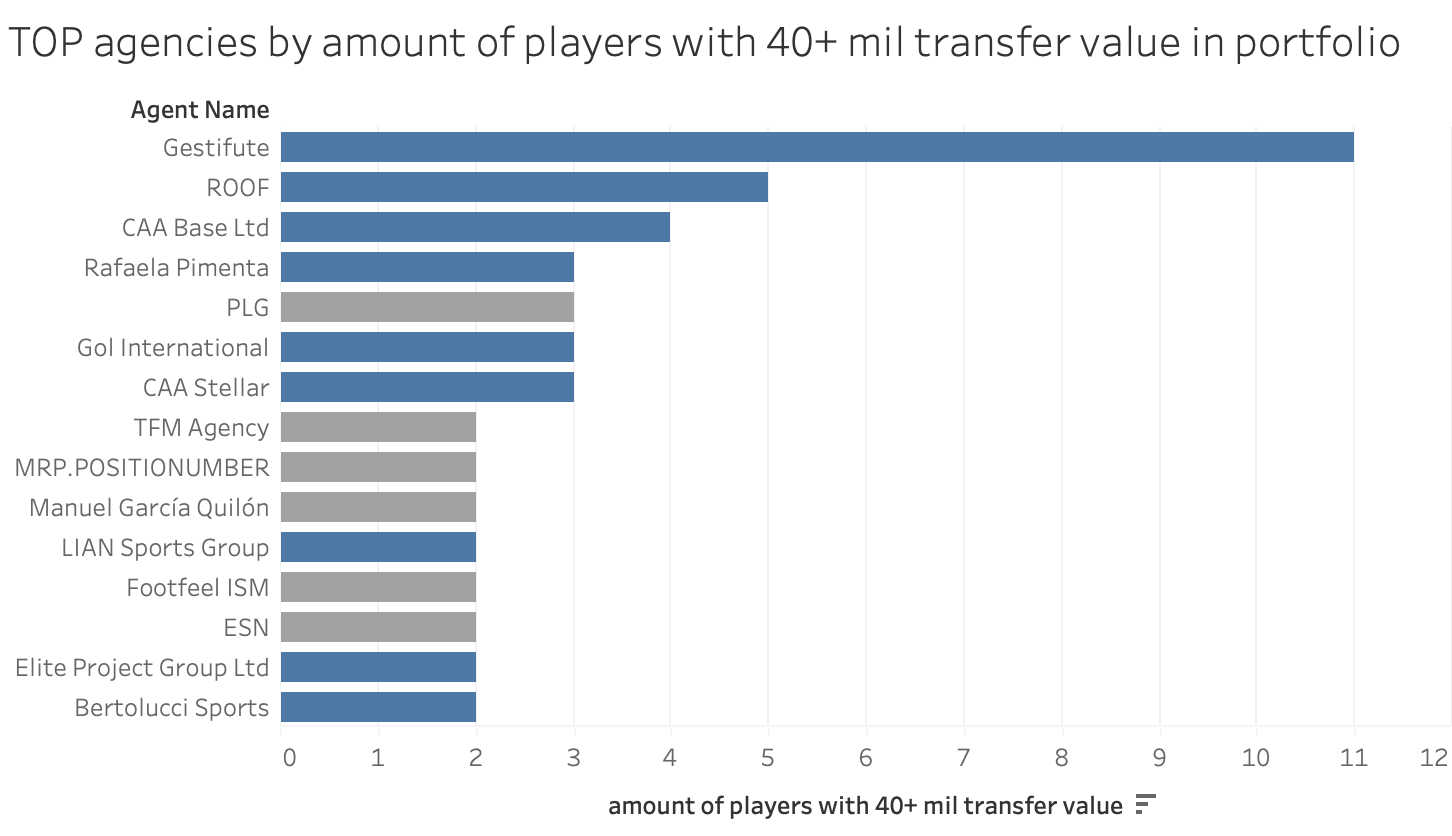 TOP agencies by amount of players with 40+ mil transfer value in portfolio
Agent Name
Gestifute
ROOF
CAA Base Ltd
Rafaela Pimenta
PLG
Gol International
CAA Stellar
TFM Agency
MRP.POSITIONUMBER
Manuel García Quilón
LIAN Sports Group
Footfeel ISM
ESN
Elite Project Group Ltd
Bertolucci Sports
0 1 2 3 4 5 6 7 8 9 10 11 12
amount of players with 40+ mil transfer value